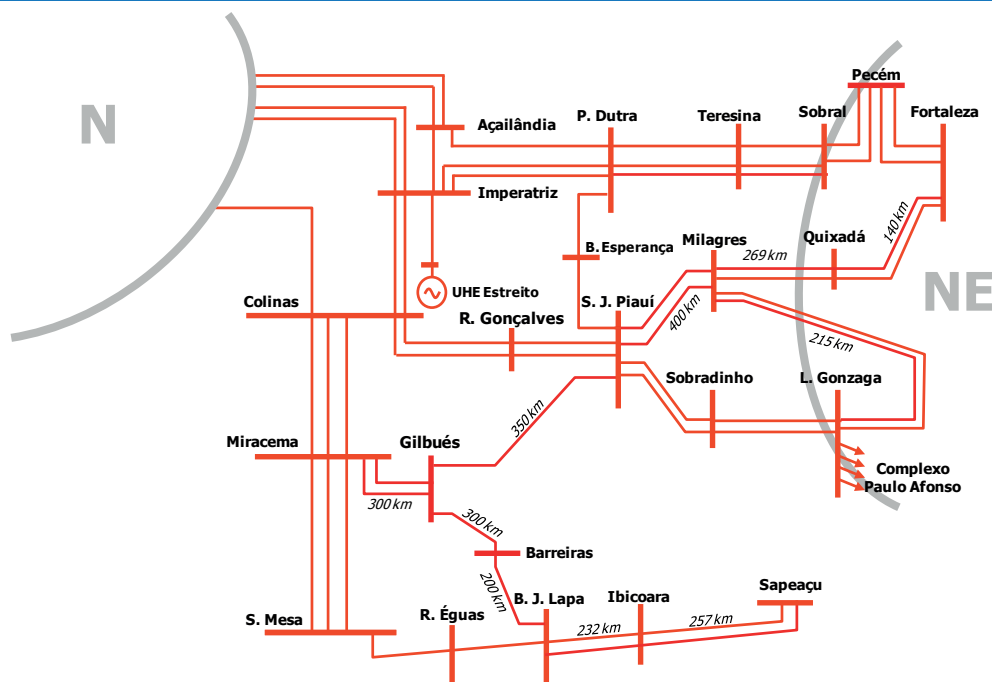 N
Açailândia
P. Dutra
Teresina
Sobral
Pecém
Fortaleza
Imperatriz
B. Esperança
Milagres
269 km
Quixadá
140 km
NE
UHE Estreito
Colinas
R. Gonçalves
S. J. Piauí
400 km
215 km
Sobradinho
L. Gonzaga
350 km
Miracema
Gilbués
300 km
Complexo
Paulo Afonso
300 km
Barreiras
200 km
S. Mesa
R. Éguas
B. J. Lapa
232 km
Ibicoara
257 km
Sapeaçu